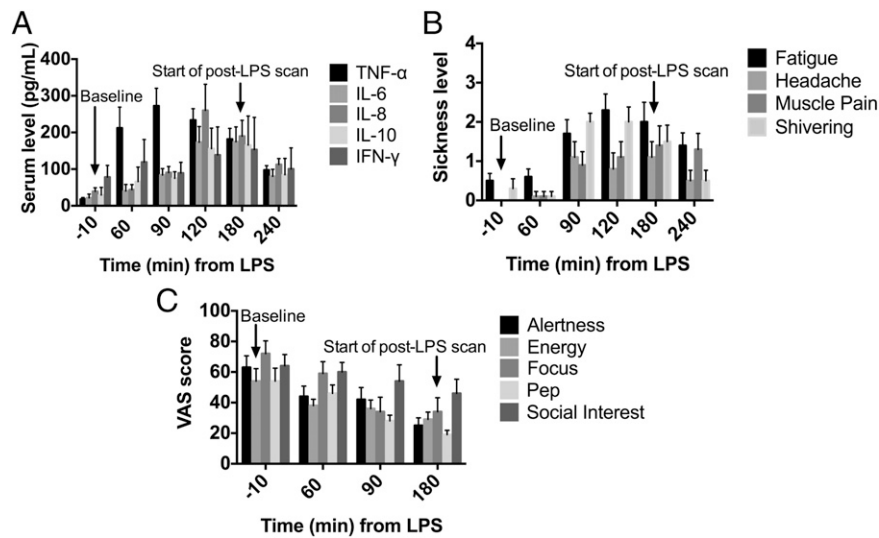 A
Serum level (pg/mL)
400
300
200
100
0
Baseline
Start of post-LPS scan
TNF-α
IL-6
IL-8
IL-10
IFN-γ
-10
60
90
120
180
240
Time (min) from LPS
B
Sickness level
4
3
2
1
0
Baseline
Start of post-LPS scan
Fatigue
Headache
Muscle Pain
Shivering
-10
60
90
120
180
240
Time (min) from LPS
C
VAS score
100
80
60
40
20
0
Baseline
Start of post-LPS scan
Alertness
Energy
Focus
Pep
Social Interest
-10
60
90
180
Time (min) from LPS